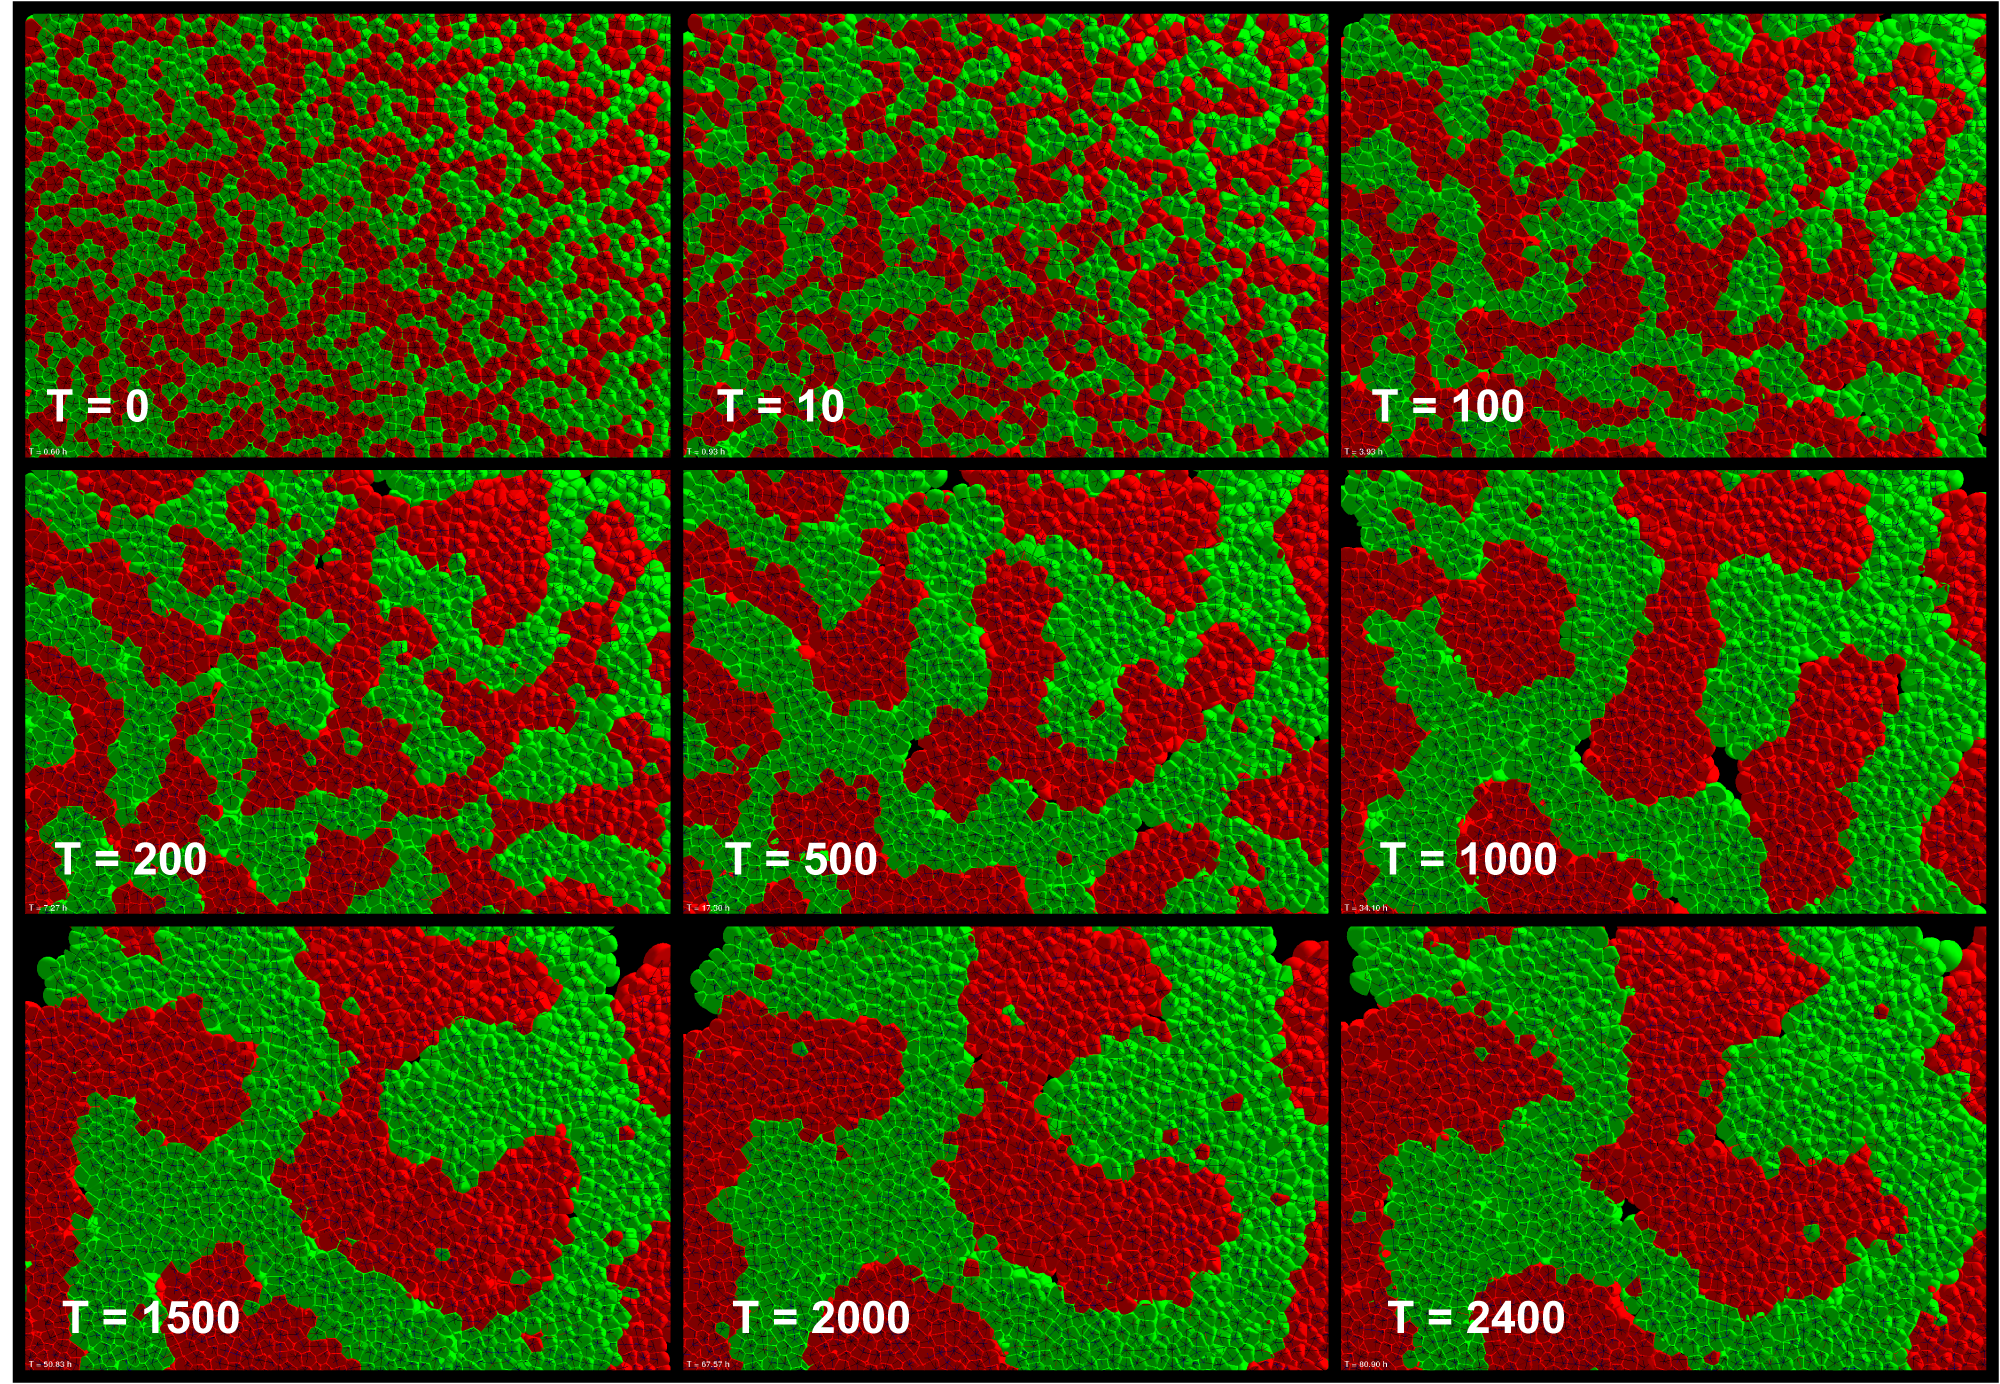 T = 0
T = 0.60 h
T = 10
T = 0.93 h
T = 100
T = 3.93 h
T = 200
T = 7.27 h
T = 500
T = 17.50 h
T = 1000
T = 34.10 h
T = 1500
T = 50.83 h
T = 2000
T = 67.57 h
T = 2400
T = 80.90 h